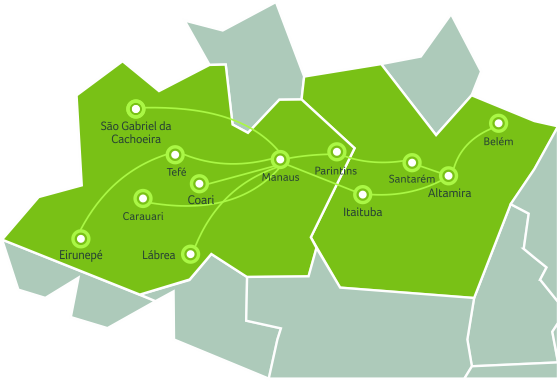 São Gabriel da
Cachoeira
Belém
Tefé
Manaus
Parintins
Santarém
Altamira
Coari
Carauari
Itaituba
Eirunepé
Lábrea